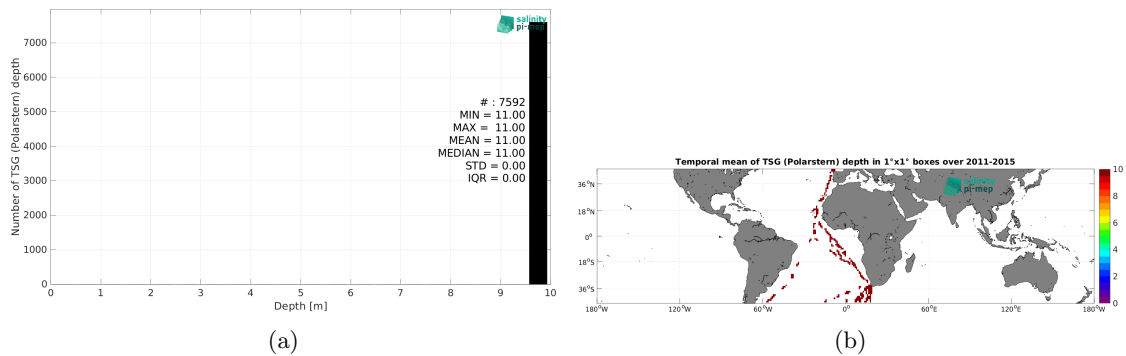 salinity
pi-mep
Number of TSG (Polarstern) depth
7000
6000
5000
4000
3000
2000
1000
0
# : 7592
MIN = 11.00
MAX = 11.00
MEAN = 11.00
MEDIAN = 11.00
STD = 0.00
IQR = 0.00
0 1 2 3 4 5 6 7 8 9 10
Depth [m]
(a)
Temporal mean of TSG (Polarstern) depth in 1°x1° boxes over 2011-2015
salinity
pi-mep
36°N
18°N
0°
18°S
36°S
180°W 120°W 60°W 0° 60°E 120°E 180°W
10
8
6
4
2
0
(b)